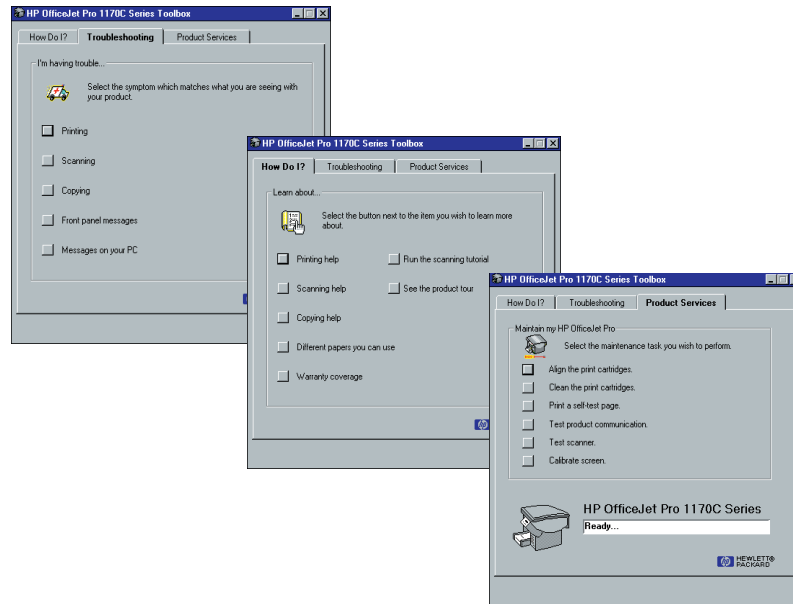 HP OfficeJet Pro 1170C Series Toolbox
How Do I? Troubleshooting Product Services
I'm having trouble...
Select the symptom which matches what you are seeing with
your product.
Printing
Scanning
Copying
Front panel messages
Messages on your PC
HP OfficeJet Pro 1170C Series Toolbox
How Do I? Troubleshooting Product Services
Learn about...
Select the button next to the item you wish to learn more
about.
Printing help Run the scanning tutorial
Scanning help See the product tour
Copying help
Different papers you can use
Warranty coverage
hp
HP OfficeJet Pro 1170C Series Toolbox
How Do I? Troubleshooting Product Services
Maintain my HP OfficeJet Pro
Select the maintenance task you wish to perform.
Align the print cartridges.
Clean the print cartridges.
Print a self-test page.
Test product communication.
Test scanner.
Calibrate screen.
HP OfficeJet Pro 1170C Series
Ready...
hp HEWLETT®
PACKARD